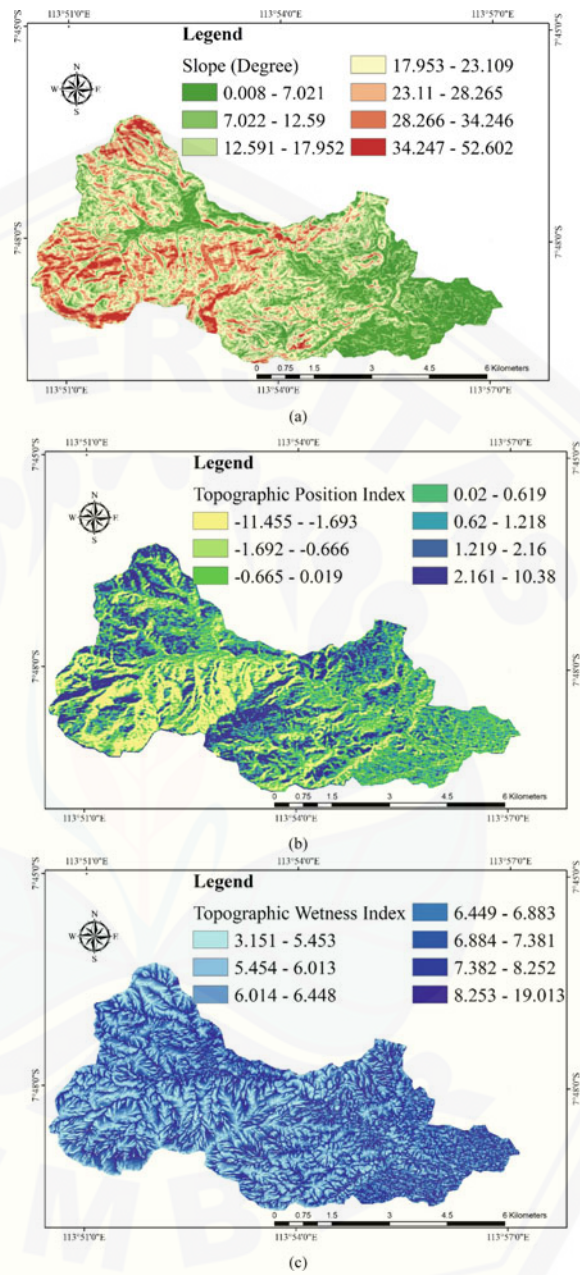 113°51'0"E 113°54'0"E 113°57'0"E
7°45'0"S 7°45'0"S
Legend
Slope (Degree)
0.008 - 7.021
7.022 - 12.59
12.591 - 17.952
17.953 - 23.109
23.11 - 28.265
28.266 - 34.246
34.247 - 52.602
N
W E
S
7°48'0"S 7°48'0"S
0 0.75 1.5 3 4.5 6 Kilometers
113°51'0"E 113°54'0"E 113°57'0"E
(a)
113°51'0"E 113°54'0"E 113°57'0"E
7°45'0"S 7°45'0"S
Legend
Topographic Position Index
-11.455 - -1.693
-1.692 - -0.666
-0.665 - 0.019
0.02 - 0.619
0.62 - 1.218
1.219 - 2.16
2.161 - 10.38
N
W E
S
7°48'0"S 7°48'0"S
0 0.75 1.5 3 4.5 6 Kilometers
113°51'0"E 113°54'0"E 113°57'0"E
(b)
113°51'0"E 113°54'0"E 113°57'0"E
7°45'0"S 7°45'0"S
Legend
Topographic Wetness Index
3.151 - 5.453
5.454 - 6.013
6.014 - 6.448
6.449 - 6.883
6.884 - 7.381
7.382 - 8.252
8.253 - 19.013
N
W E
S
7°48'0"S 7°48'0"S
0 0.75 1.5 3 4.5 6 Kilometers
113°51'0"E 113°54'0"E 113°57'0"E
(c)